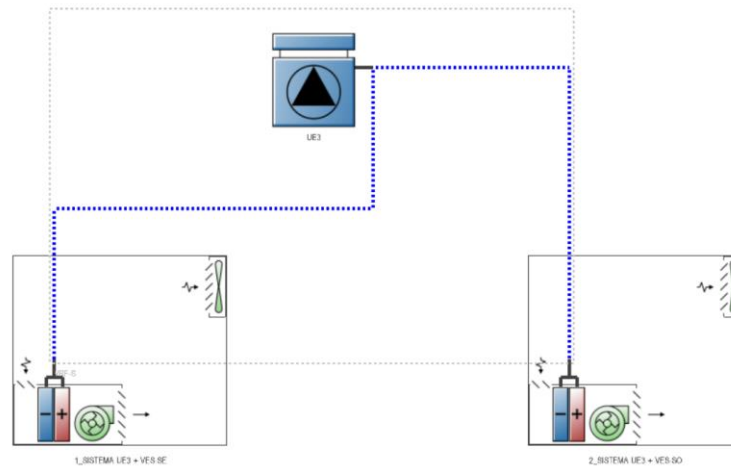 UE3
1_SISTEMA UE3 + VES SE
2_SISTEMA UE3 + VES SO